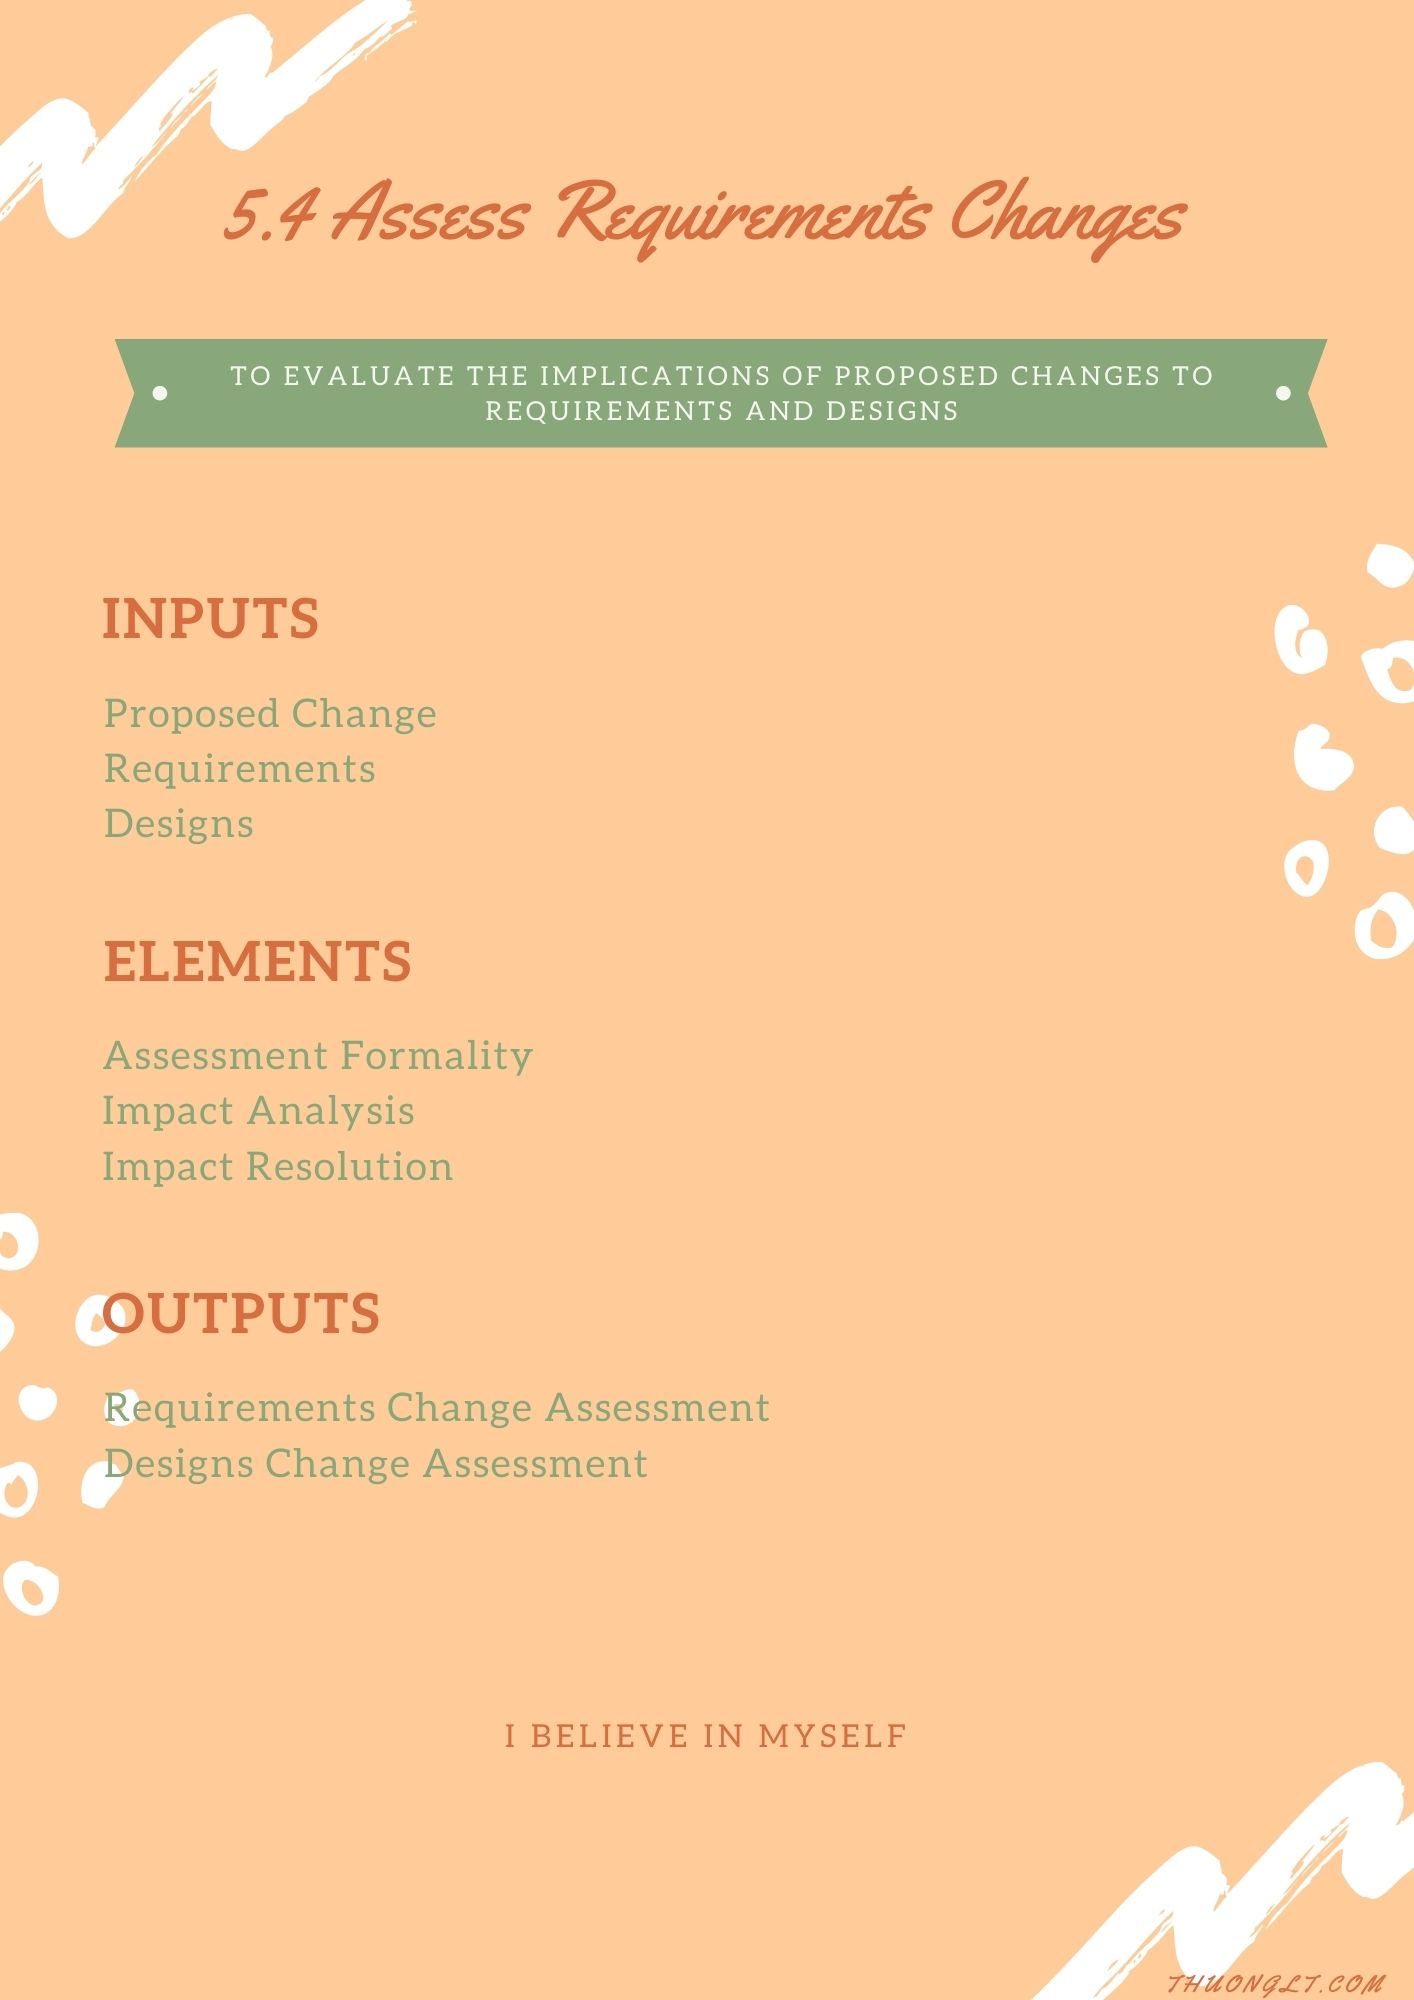 5.4 Assess Requirements Changes
TO EVALUATE THE IMPLICATIONS OF PROPOSED CHANGES TO
REQUIREMENTS AND DESIGNS
INPUTS
Proposed Change
Requirements
Designs
ELEMENTS
Assessment Formality
Impact Analysis
Impact Resolution
OUTPUTS
Requirements Change Assessment
Designs Change Assessment
I BELIEVE IN MYSELF
THUONGLT.COM